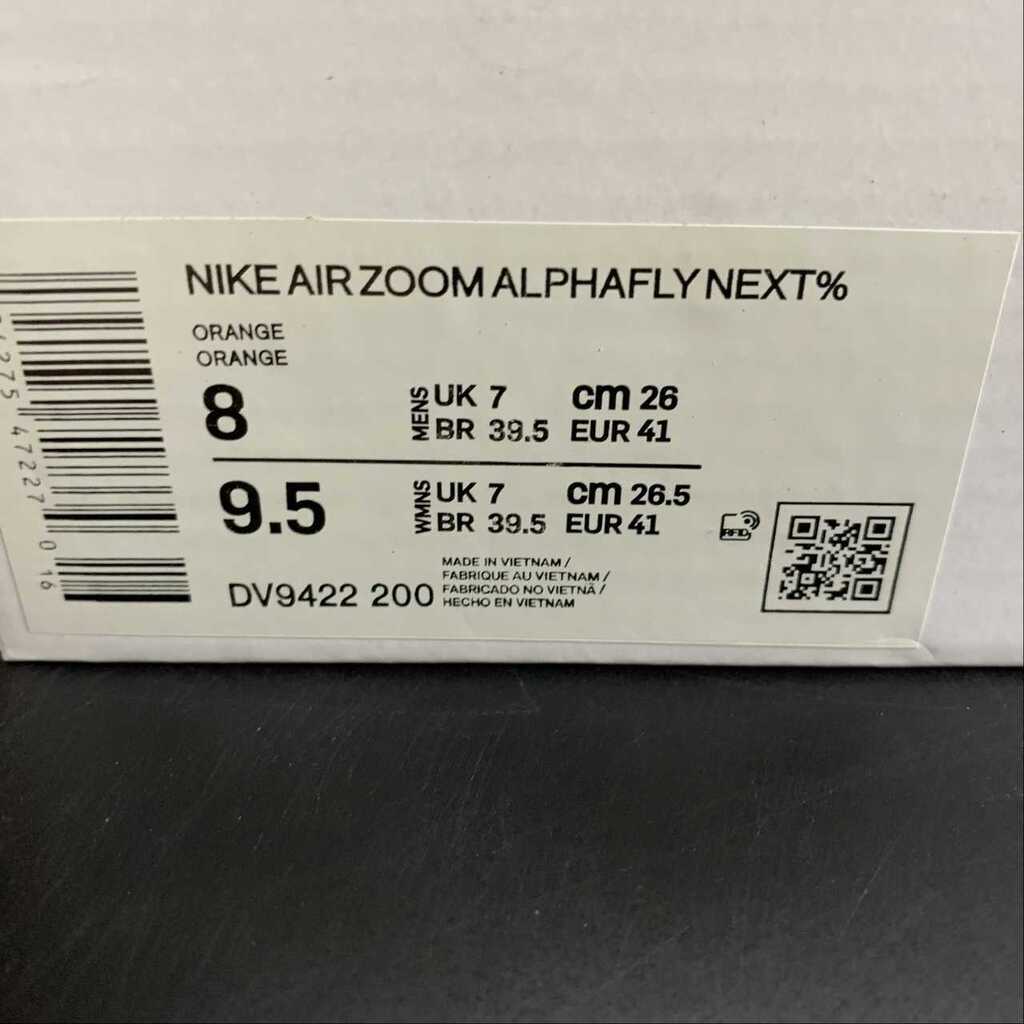 NIKE AIR ZOOM ALPHAFLY NEXT%
ORANGE
ORANGE
8 MENS UK 7 cm 26
BR 39.5 EUR 41
9.5 WMNS UK 7 cm 26.5
BR 39.5 EUR 41
RFID
DV9422 200
MADE IN VIETNAM /
FABRIQUE AU VIETNAM /
FABRICADO NO VIETNÃ /
HECHO EN VIETNAM
47227 0 16